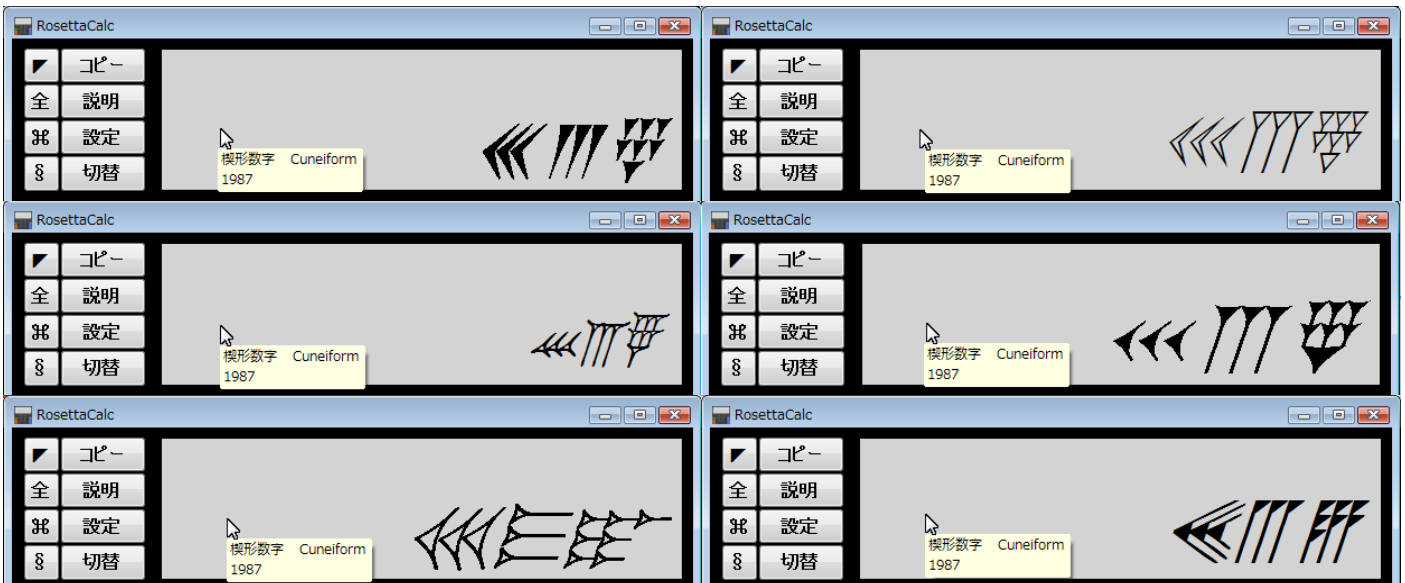 RosettaCalc
◤ コピー
全 説明
⌘ 設定
§ 切替
𒌍𒐈𒐌
楔形数字 Cuneiform
1987
RosettaCalc
◤ コピー
全 説明
⌘ 設定
§ 切替
𒌍𒐈𒐌
楔形数字 Cuneiform
1987
RosettaCalc
◤ コピー
全 説明
⌘ 設定
§ 切替
𒌍𒐈𒐌
楔形数字 Cuneiform
1987
RosettaCalc
◤ コピー
全 説明
⌘ 設定
§ 切替
𒌍𒐈𒐌
楔形数字 Cuneiform
1987
RosettaCalc
◤ コピー
全 説明
⌘ 設定
§ 切替
楔形数字 Cuneiform
1987
RosettaCalc
◤ コピー
全 説明
⌘ 設定
§ 切替
楔形数字 Cuneiform
1987